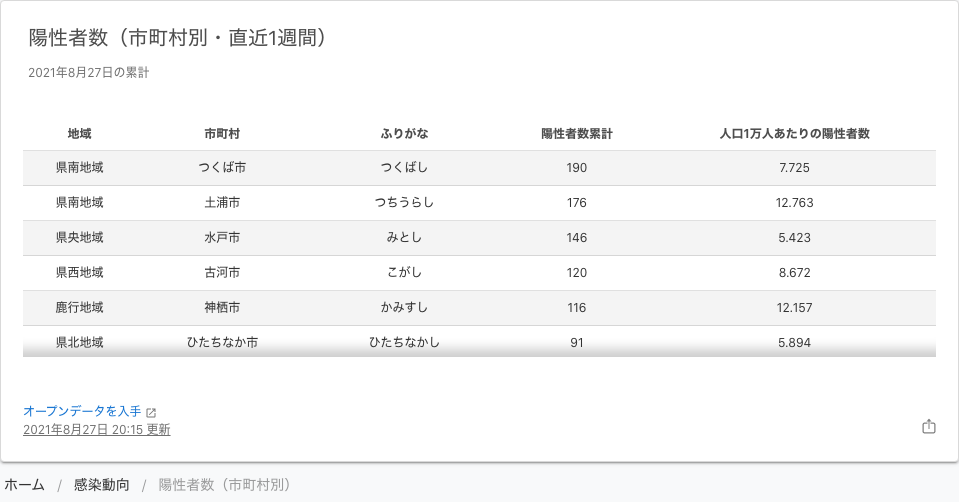 陽性者数（市町村別・直近1週間）
2021年8月27日の累計
地域 市町村 ふりがな 陽性者数累計 人口1万人あたりの陽性者数
県南地域 つくば市 つくばし 190 7.725
県南地域 土浦市 つちうらし 176 12.763
県央地域 水戸市 みとし 146 5.423
県西地域 古河市 こがし 120 8.672
鹿行地域 神栖市 かみすし 116 12.157
県北地域 ひたちなか市 ひたちなかし 91 5.894
オープンデータを入手
2021年8月27日 20:15 更新
ホーム / 感染動向 / 陽性者数（市町村別）